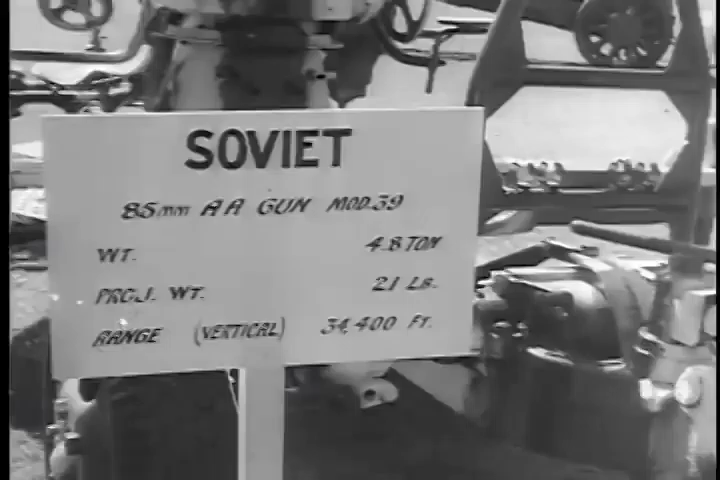 SOVIET
85mm AA GUN MOD.39
WT. 4.8 TON
PROJ. WT. 21 LB.
RANGE (VERTICAL) 34,400 FT.